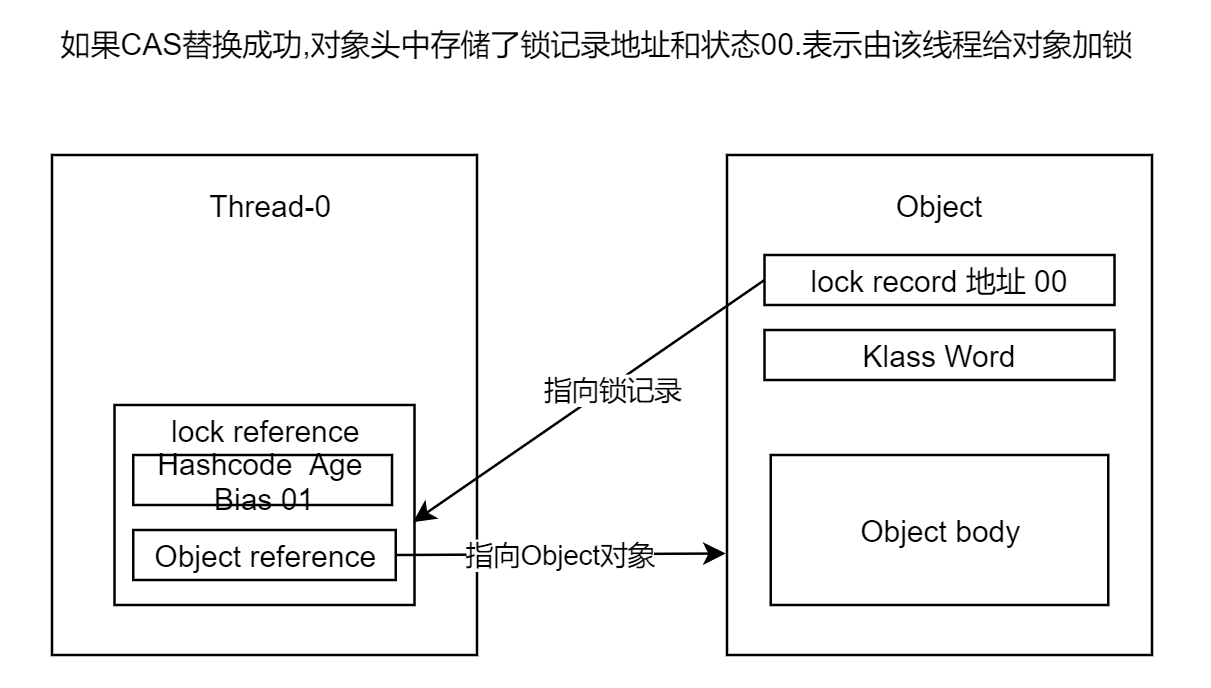 如果CAS替换成功,对象头中存储了锁记录地址和状态00.表示由该线程给对象加锁
Thread-0
Object
lock record 地址 00
Klass Word
指向锁记录
lock reference
Hashcode  Age
Bias 01
Object reference
指向Object对象
Object body